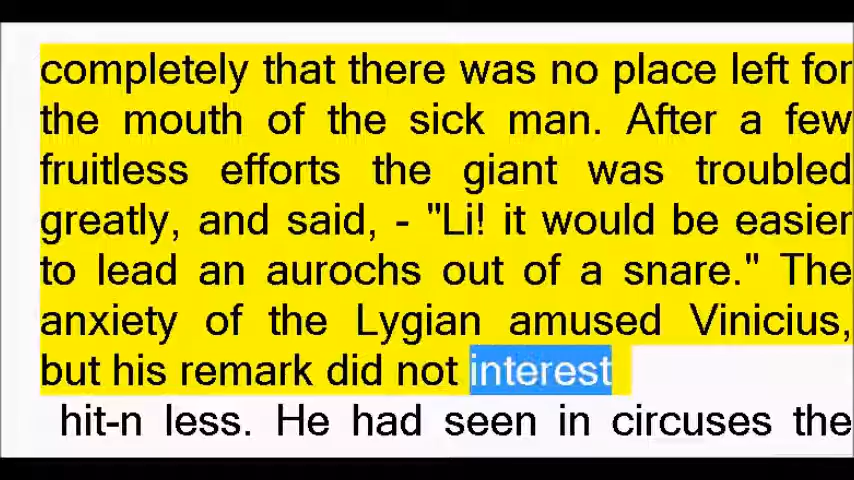 completely that there was no place left for
the mouth of the sick man. After a few
fruitless efforts the giant was troubled
greatly, and said, - "Li! it would be easier
to lead an aurochs out of a snare." The
anxiety of the Lygian amused Vinicius,
but his remark did not interest
hit-n less. He had seen in circuses the